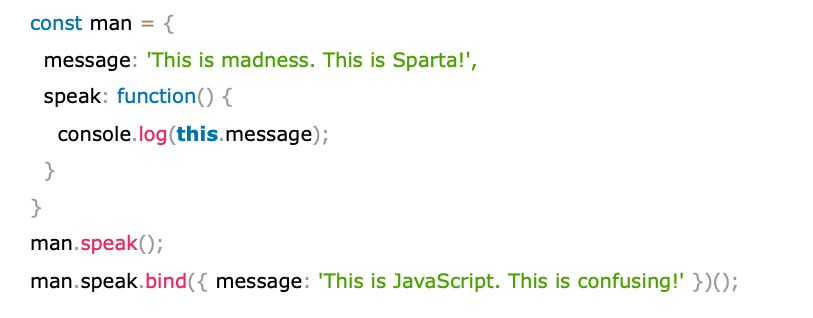 const man = {
  message: 'This is madness. This is Sparta!',
  speak: function() {
    console.log(this.message);
  }
}
man.speak();
man.speak.bind({ message: 'This is JavaScript. This is confusing!' })();